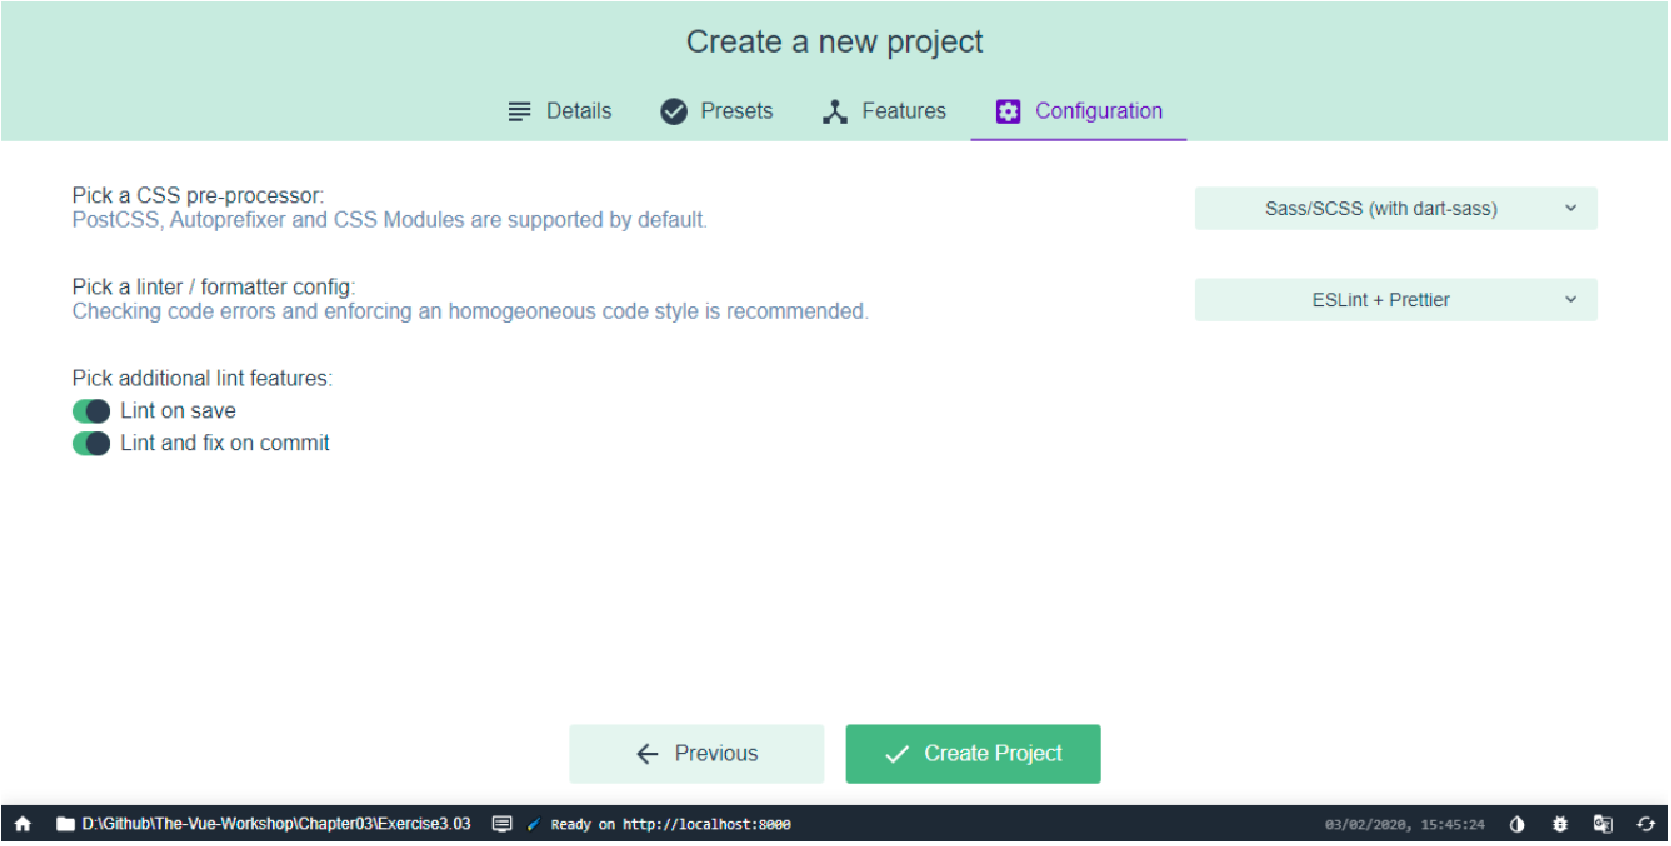 Create a new project
Details Presets Features Configuration
Pick a CSS pre-processor:
PostCSS, Autoprefixer and CSS Modules are supported by default.
Sass/SCSS (with dart-sass)
Pick a linter / formatter config:
Checking code errors and enforcing an homogeoneous code style is recommended.
ESLint + Prettier
Pick additional lint features:
Lint on save
Lint and fix on commit
Previous Create Project
D:\Github\The-Vue-Workshop\Chapter03\Exercise3.03 Ready on http://localhost:8000 03/02/2020, 15:45:24